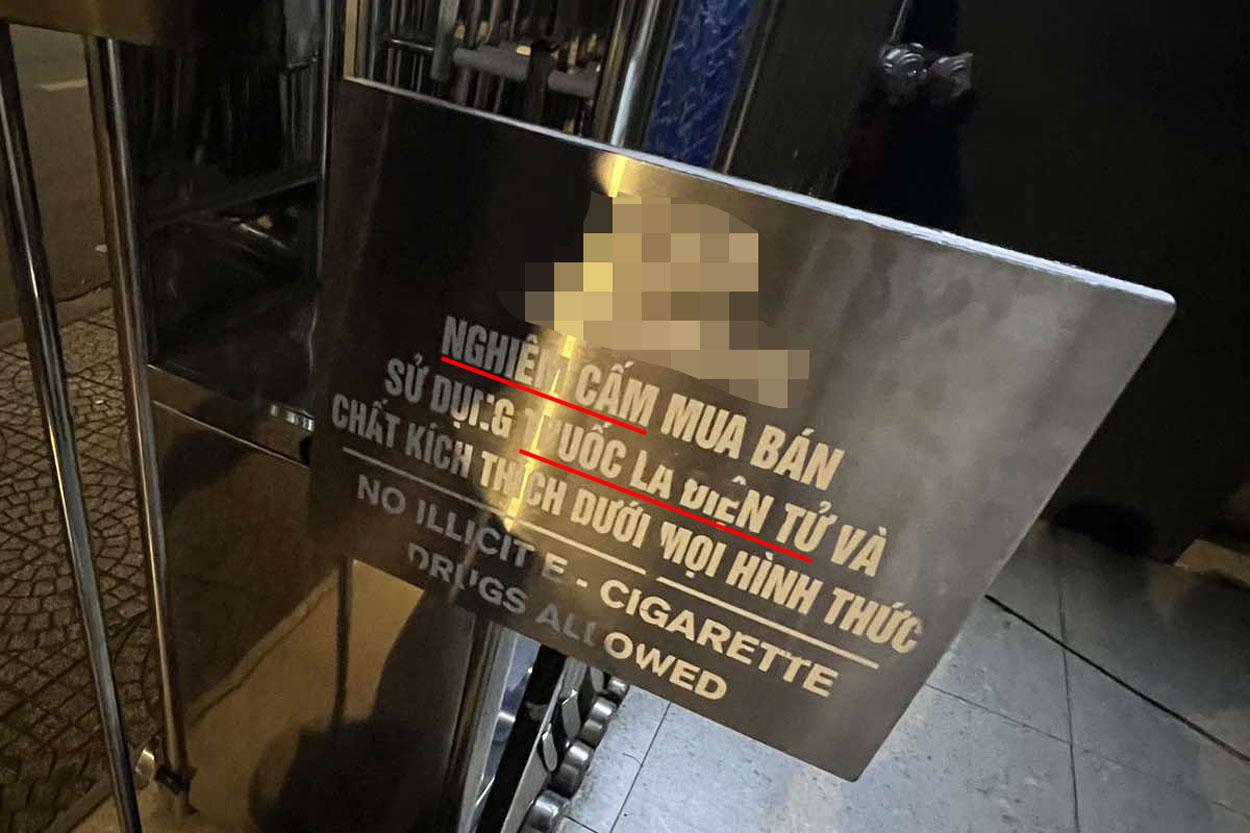 NGHIÊM CẤM MUA BÁN
SỬ DỤNG THUỐC LÁ ĐIỆN TỬ VÀ
CHẤT KÍCH THÍCH DƯỚI MỌI HÌNH THỨC
NO ILLICIT E - CIGARETTE
DRUGS ALLOWED